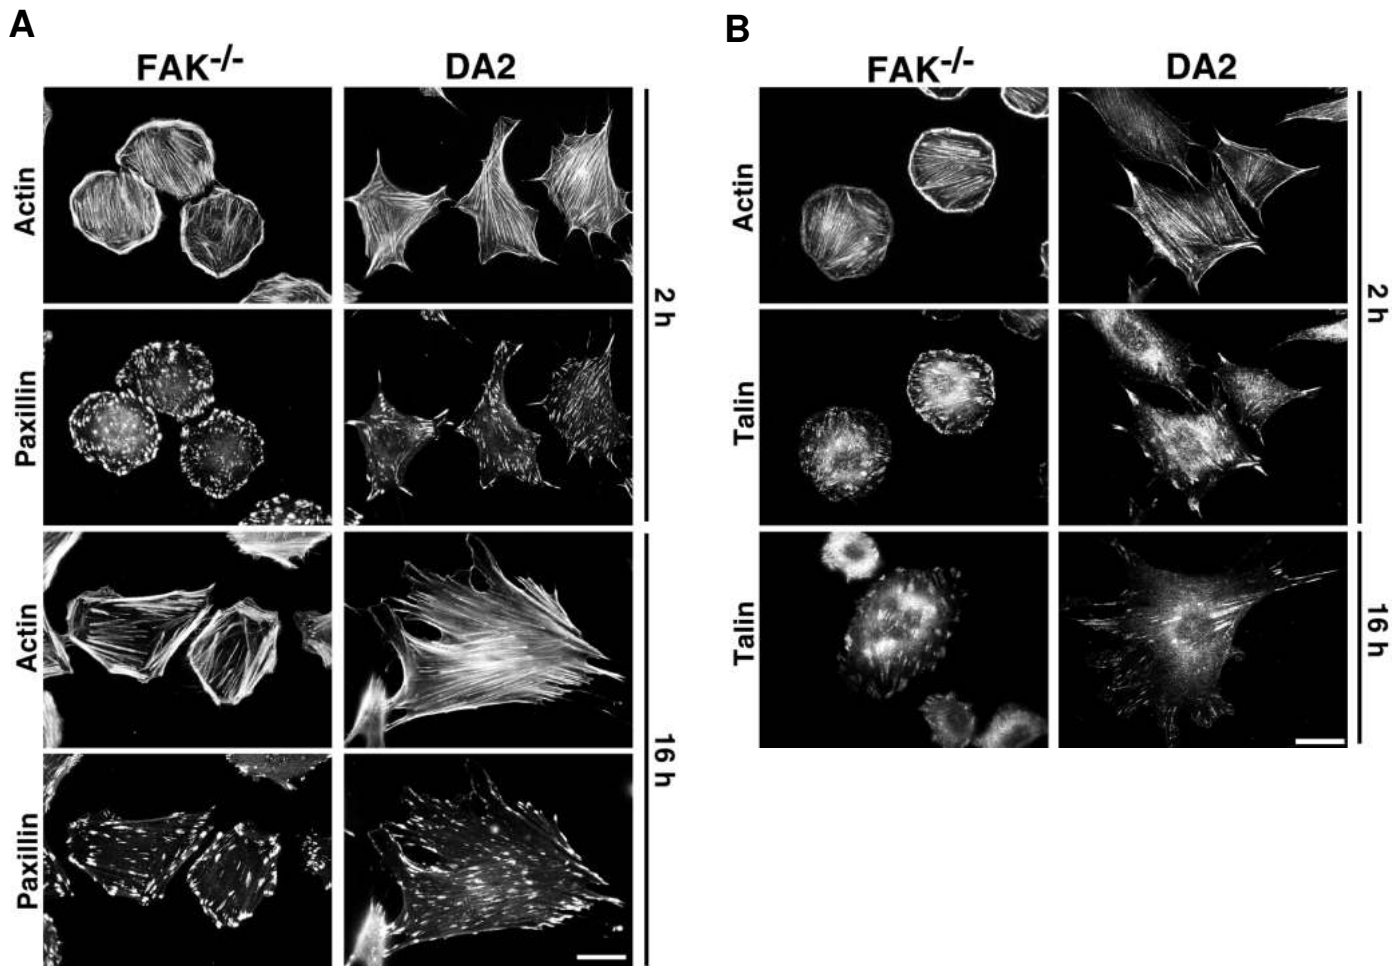 A
FAK-/-
DA2
Actin
Paxillin
2 h
Actin
Paxillin
16 h
B
FAK-/-
DA2
Actin
Talin
2 h
Talin
16 h